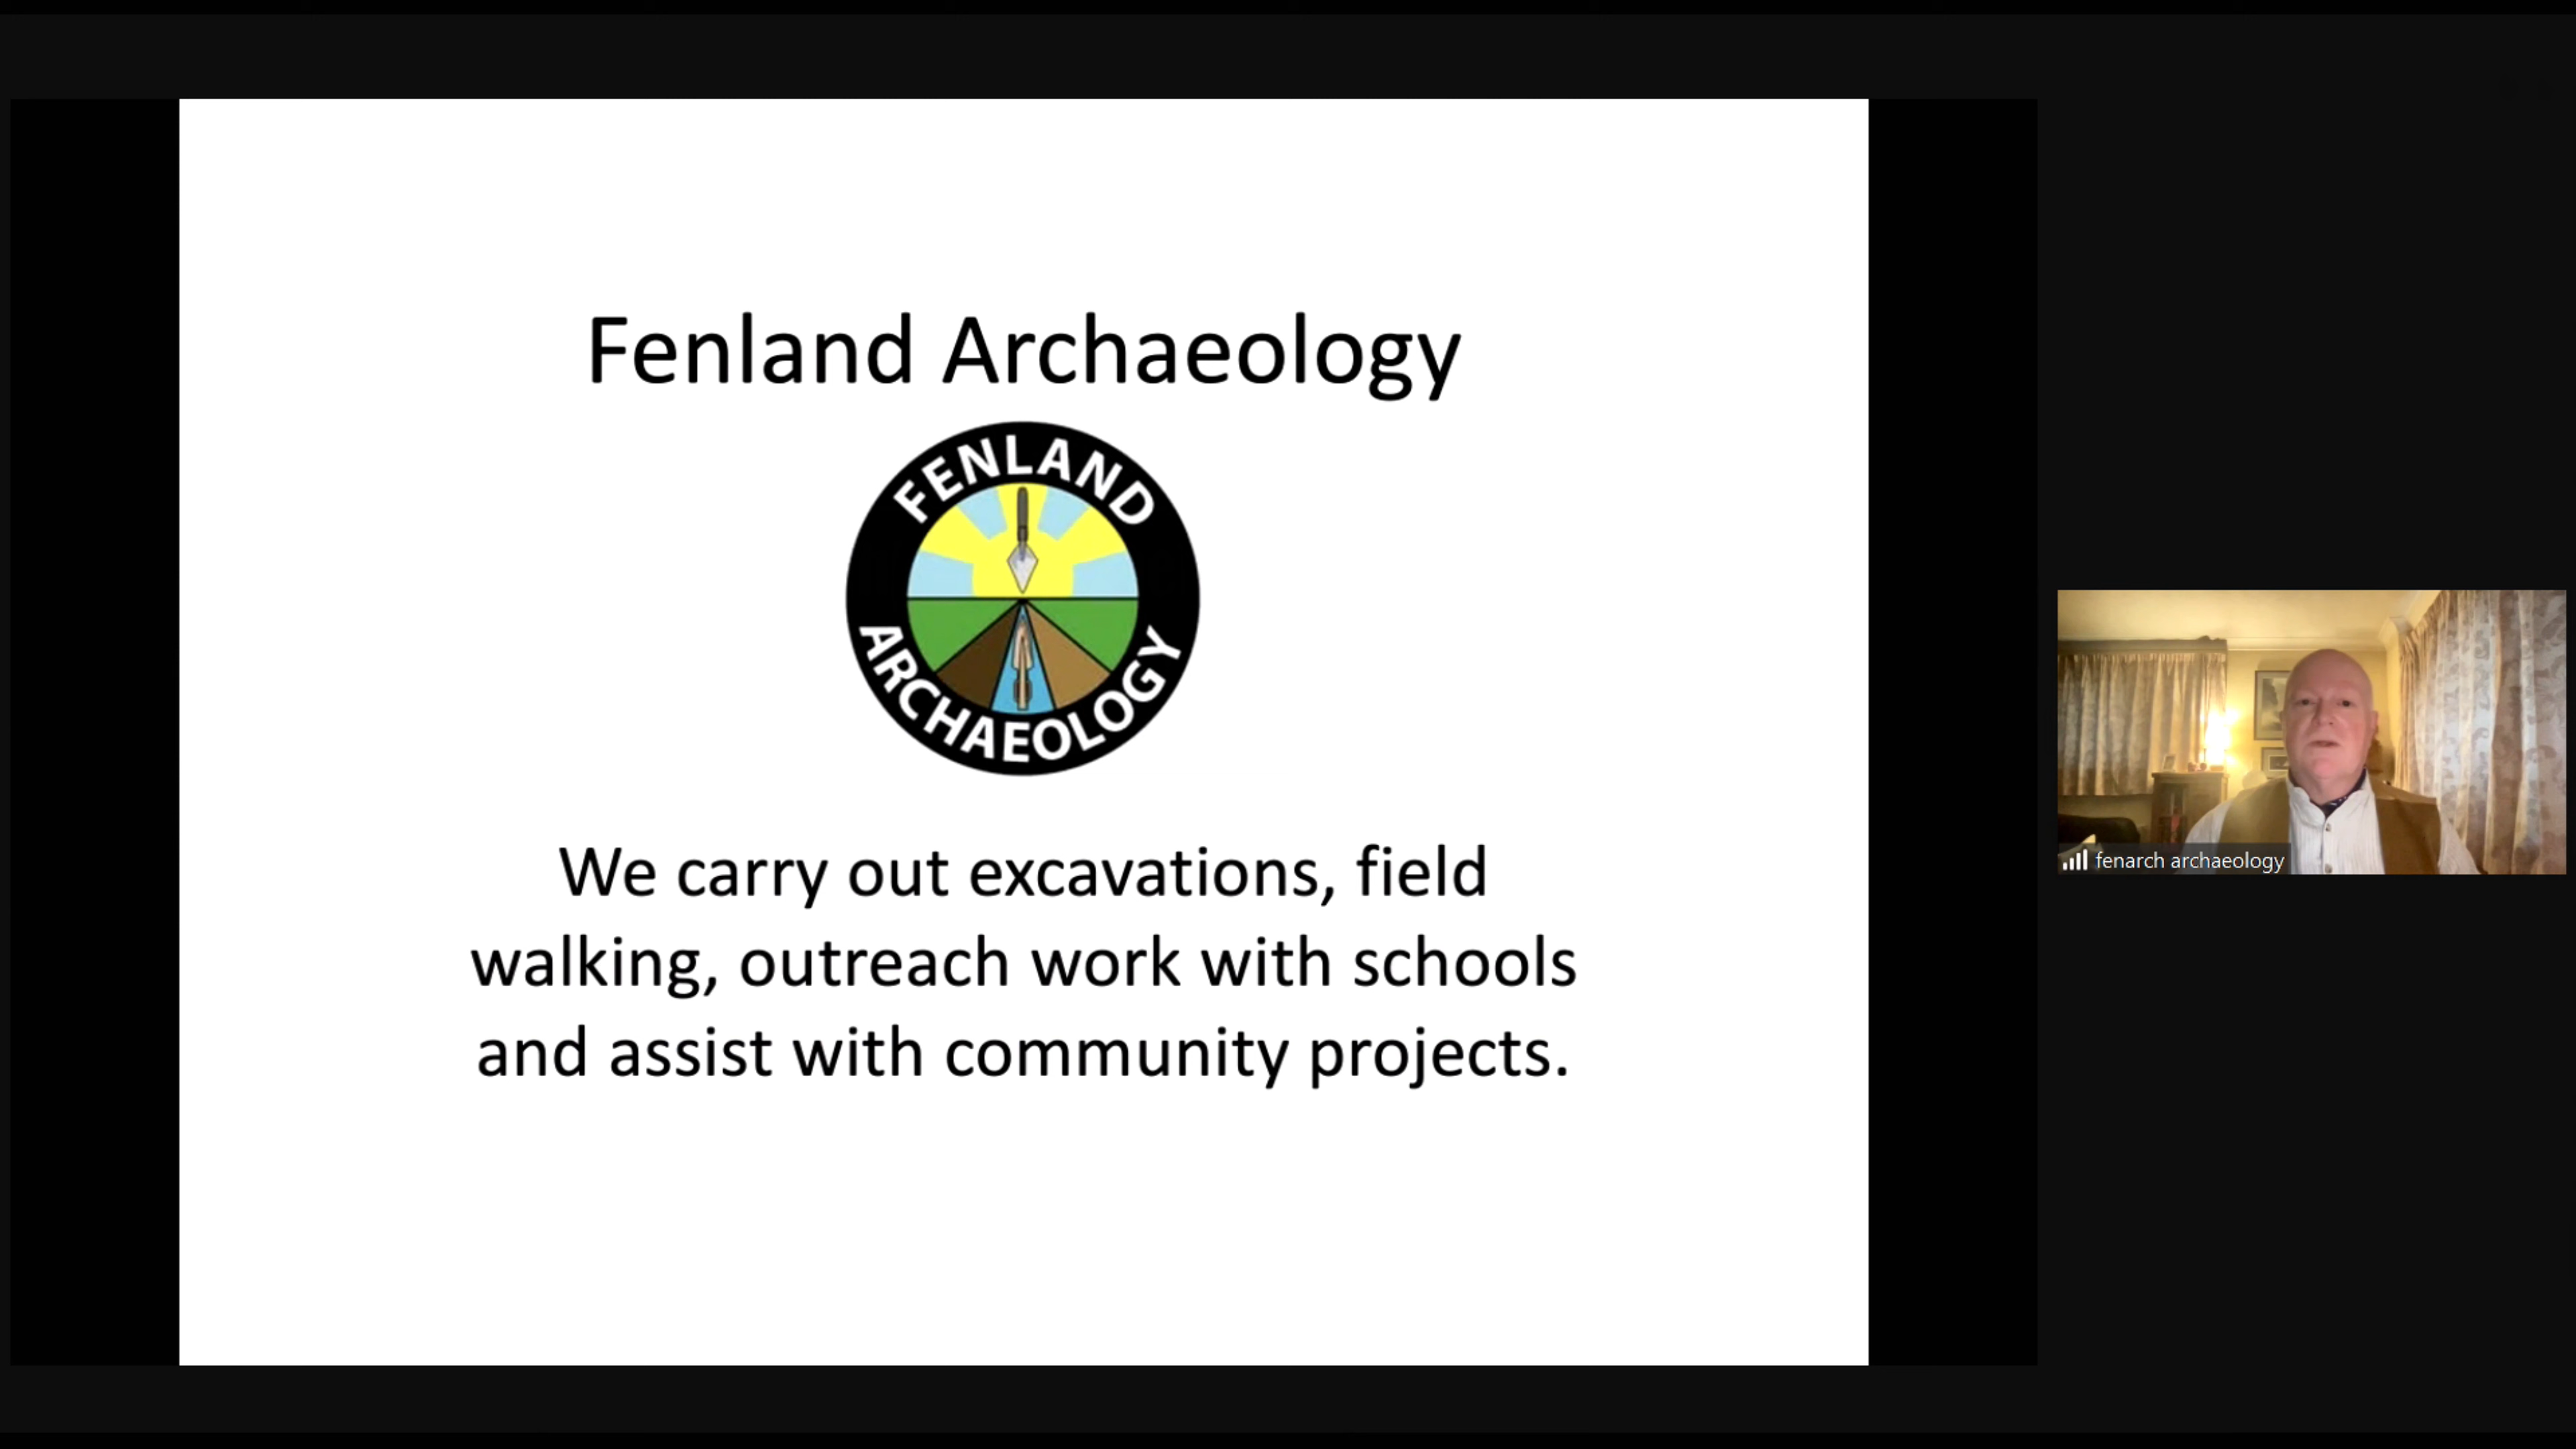 Fenland Archaeology
FENLAND
ARCHAEOLOGY
We carry out excavations, field
walking, outreach work with schools
and assist with community projects.
fenarch archaeology